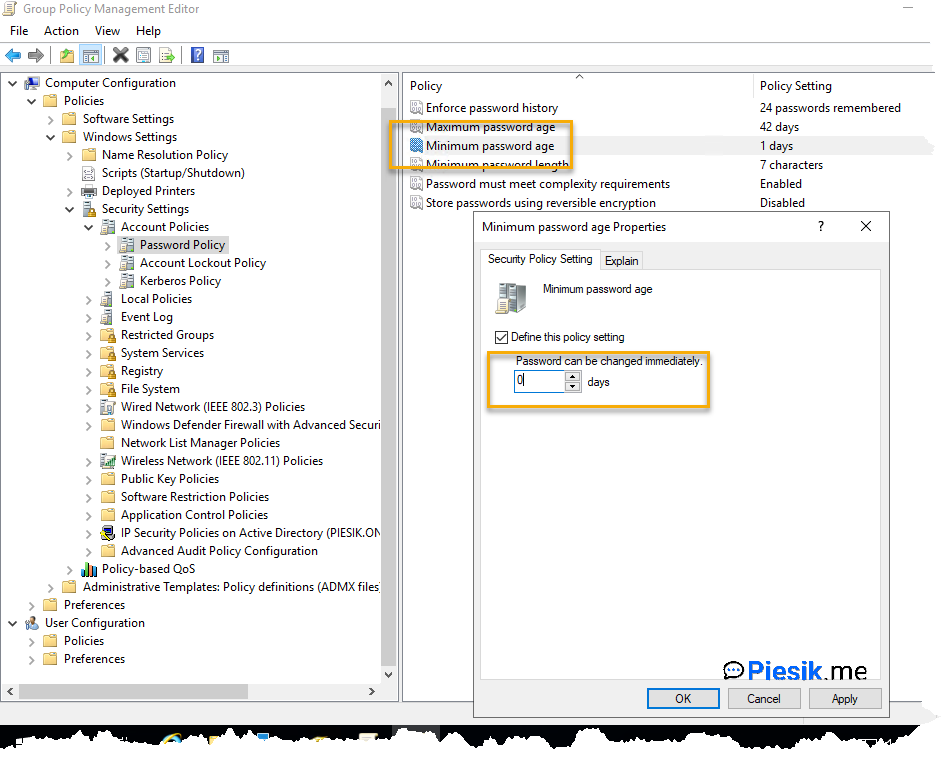 Group Policy Management Editor
File Action View Help
Computer Configuration
Policies
Software Settings
Windows Settings
Name Resolution Policy
Scripts (Startup/Shutdown)
Deployed Printers
Security Settings
Account Policies
Password Policy
Account Lockout Policy
Kerberos Policy
Local Policies
Event Log
Restricted Groups
System Services
Registry
File System
Wired Network (IEEE 802.3) Policies
Windows Defender Firewall with Advanced Securi
Network List Manager Policies
Wireless Network (IEEE 802.11) Policies
Public Key Policies
Software Restriction Policies
Application Control Policies
IP Security Policies on Active Directory (PIESIK.ON
Advanced Audit Policy Configuration
Policy-based QoS
Administrative Templates: Policy definitions (ADMX files)
Preferences
User Configuration
Policies
Preferences
Policy Policy Setting
Enforce password history 24 passwords remembered
Maximum password age 42 days
Minimum password age 1 days
Minimum password length 7 characters
Password must meet complexity requirements Enabled
Store passwords using reversible encryption Disabled
Minimum password age Properties ?
Security Policy Setting Explain
Minimum password age
Define this policy setting
Password can be changed immediately.
0 days
Piesik.me
OK Cancel Apply